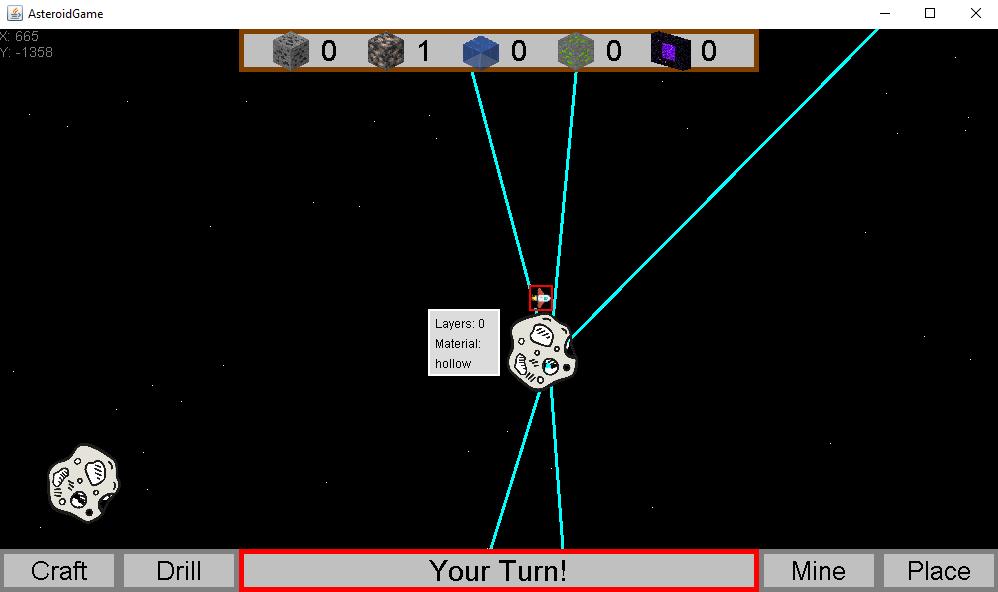 AsteroidGame
X: 665
Y: -1358
0 1 0 0 0
Layers: 0
Material:
hollow
Craft Drill Your Turn! Mine Place